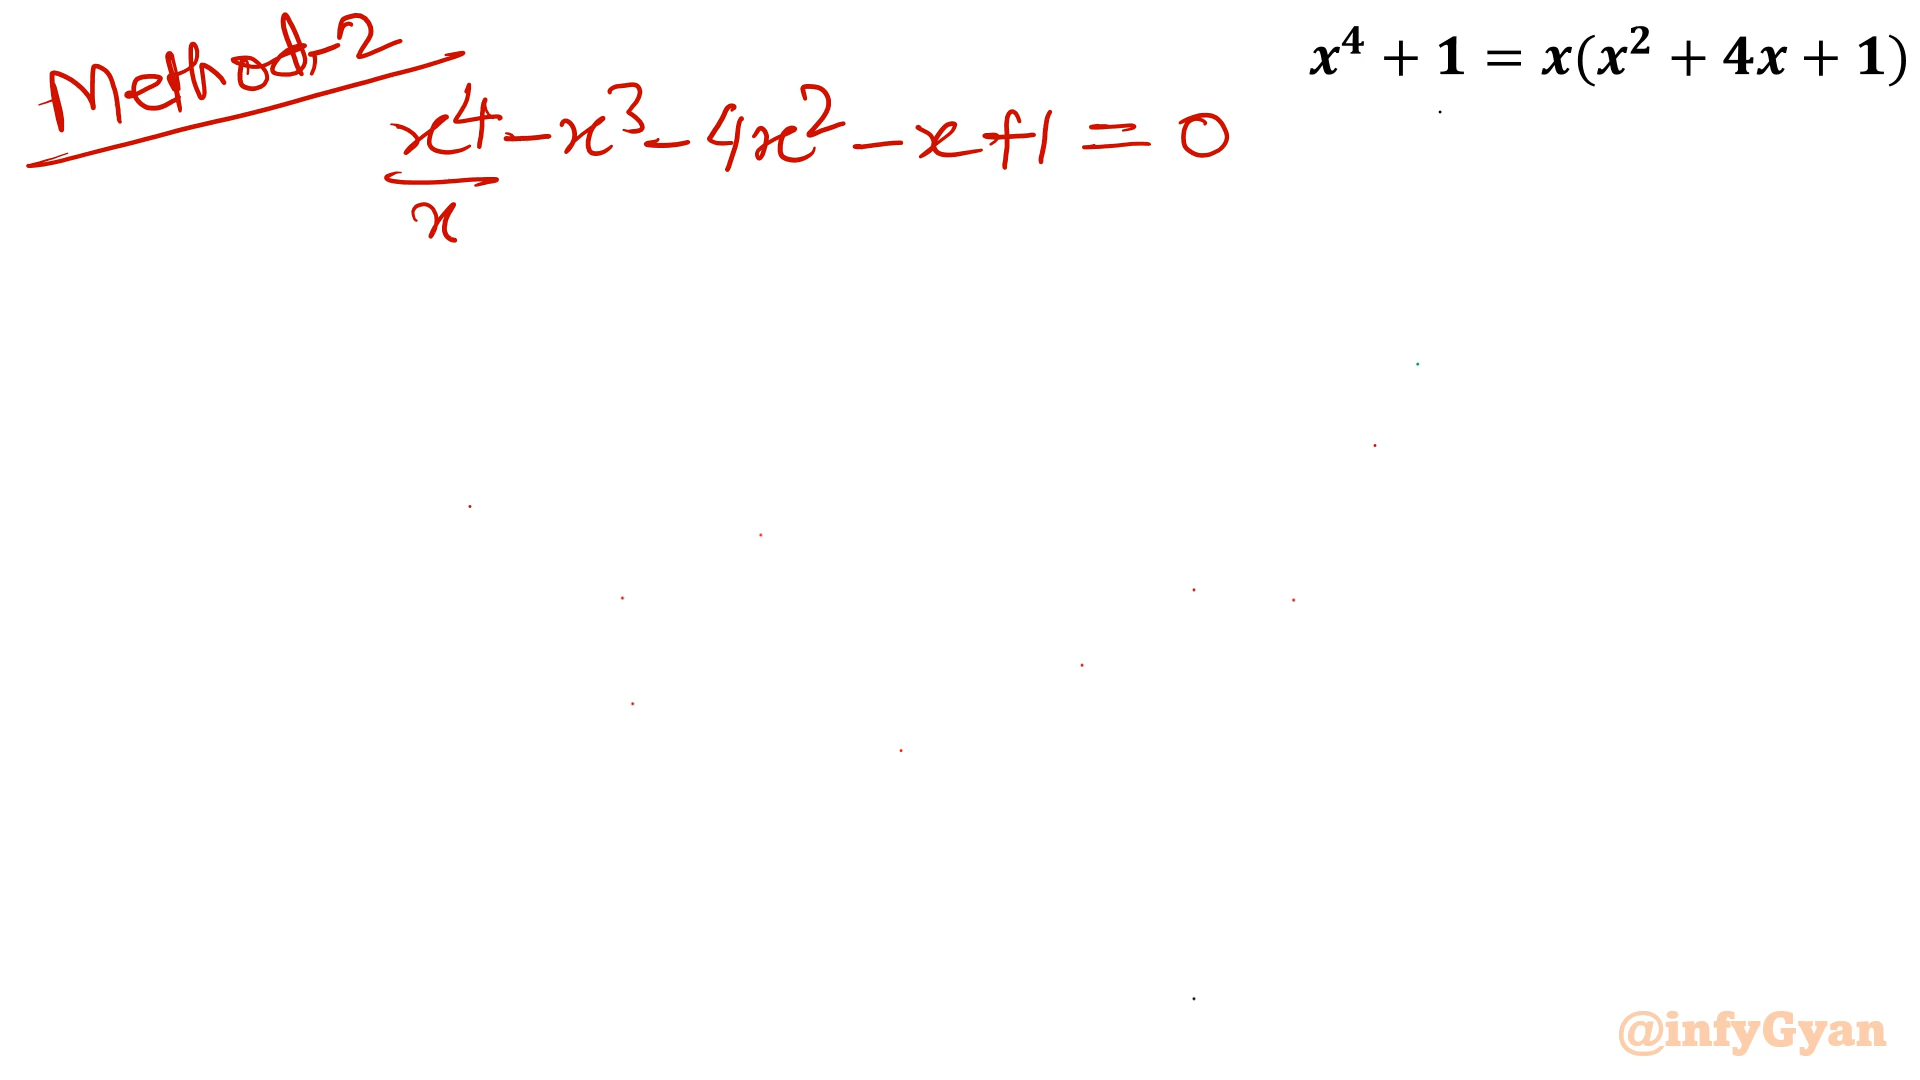 Method-2
x⁴ + 1 = x(x² + 4x + 1)
x⁴ - x³ - 4x² - x + 1 = 0
x
@infyGyan